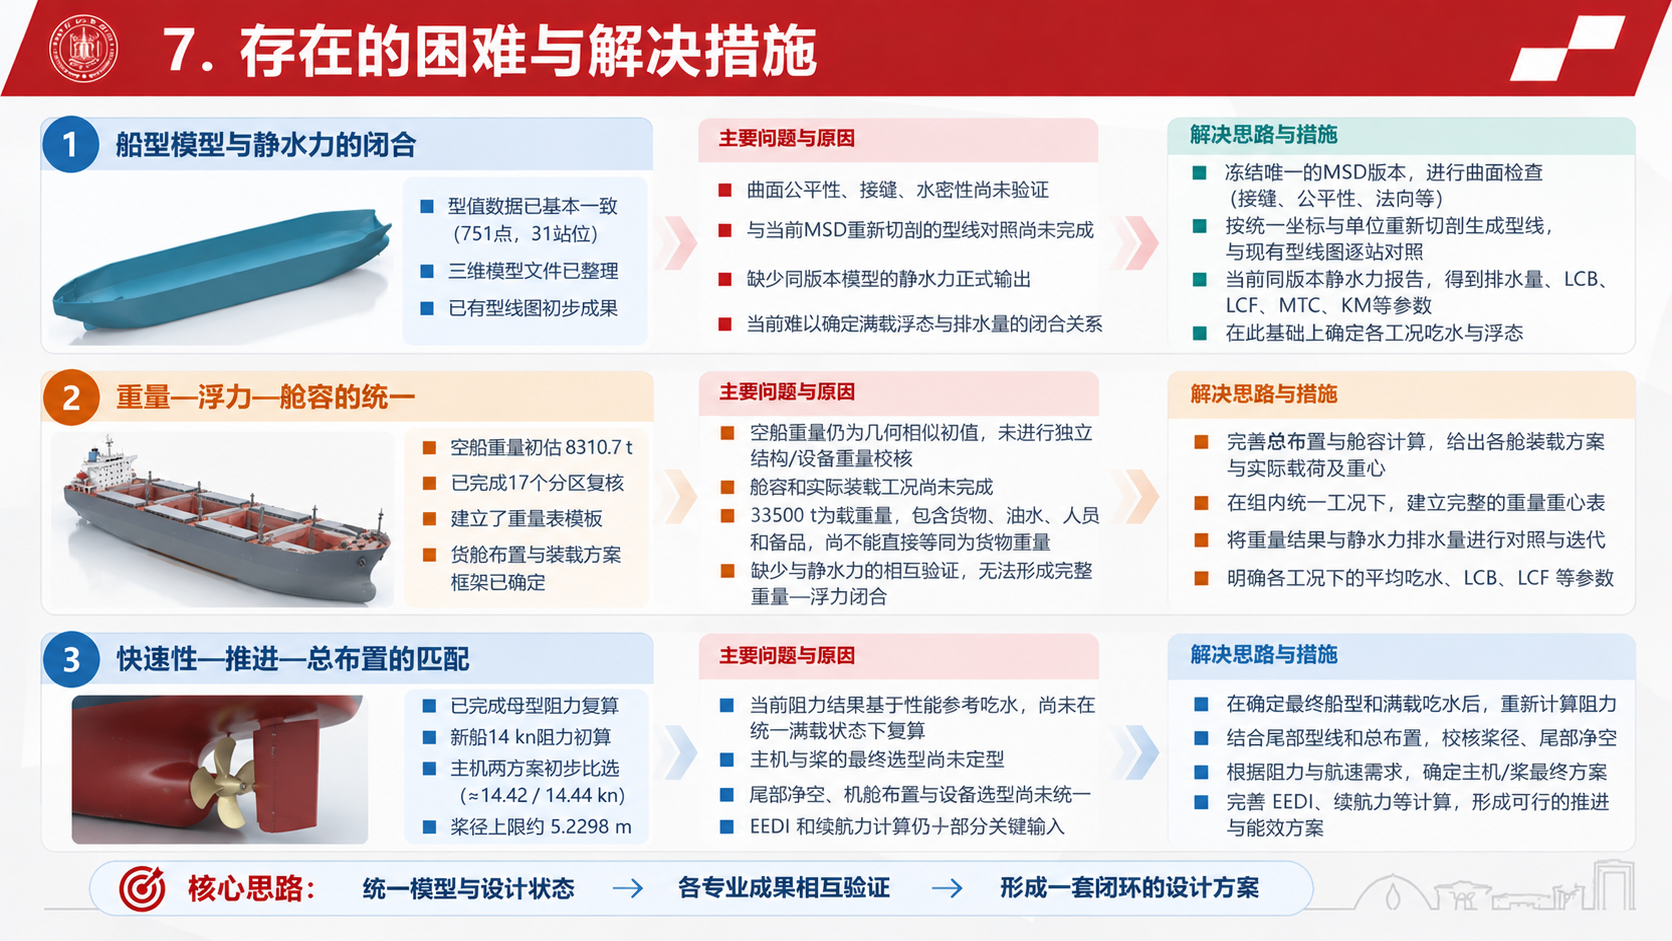 7. 存在的困难与解决措施
1 船型模型与静水力的闭合
型值数据已基本一致
（751点，31站位）
三维模型文件已整理
已有型线图初步成果
主要问题与原因
曲面公平性、接缝、水密性尚未验证
与当前MSD重新切剖的型线对照尚未完成
缺少同版本模型的静水力正式输出
当前难以确定满载浮态与排水量的闭合关系
解决思路与措施
冻结唯一的MSD版本，进行曲面检查
（接缝、公平性、法向等）
按统一坐标与单位重新切剖生成型线，
与现有型线图逐站对照
当前同版本静水力报告，得到排水量、LCB、
LCF、MTC、KM等参数
在此基础上确定各工况吃水与浮态
2 重量—浮力—舱容的统一
空船重量初估 8310.7 t
已完成17个分区复核
建立了重量表模板
货舱布置与装载方案
框架已确定
主要问题与原因
空船重量仍为几何相似初值，未进行独立
结构/设备重量校核
舱容和实际装载工况尚未完成
33500 t为载重量，包含货物、油水、人员
和备品，尚不能直接等同为货物重量
缺少与静水力的相互验证，无法形成完整
重量—浮力闭合
解决思路与措施
完善总布置与舱容计算，给出各舱装载方案
与实际载荷及重心
在组内统一工况下，建立完整的重量重心表
将重量结果与静水力排水量进行对照与迭代
明确各工况下的平均吃水、LCB、LCF 等参数
3 快速性—推进—总布置的匹配
已完成母型阻力复算
新船14 kn阻力初算
主机两方案初步比选
（≈14.42 / 14.44 kn）
桨径上限约 5.2298 m
主要问题与原因
当前阻力结果基于性能参考吃水，尚未在
统一满载状态下复算
主机与桨的最终选型尚未定型
尾部净空、机舱布置与设备选型尚未统一
EEDI 和续航力计算仍十部分关键输入
解决思路与措施
在确定最终船型和满载吃水后，重新计算阻力
结合尾部型线和总布置，校核桨径、尾部净空
根据阻力与航速需求，确定主机/桨最终方案
完善 EEDI、续航力等计算，形成可行的推进
与能效方案
核心思路： 统一模型与设计状态 → 各专业成果相互验证 → 形成一套闭环的设计方案